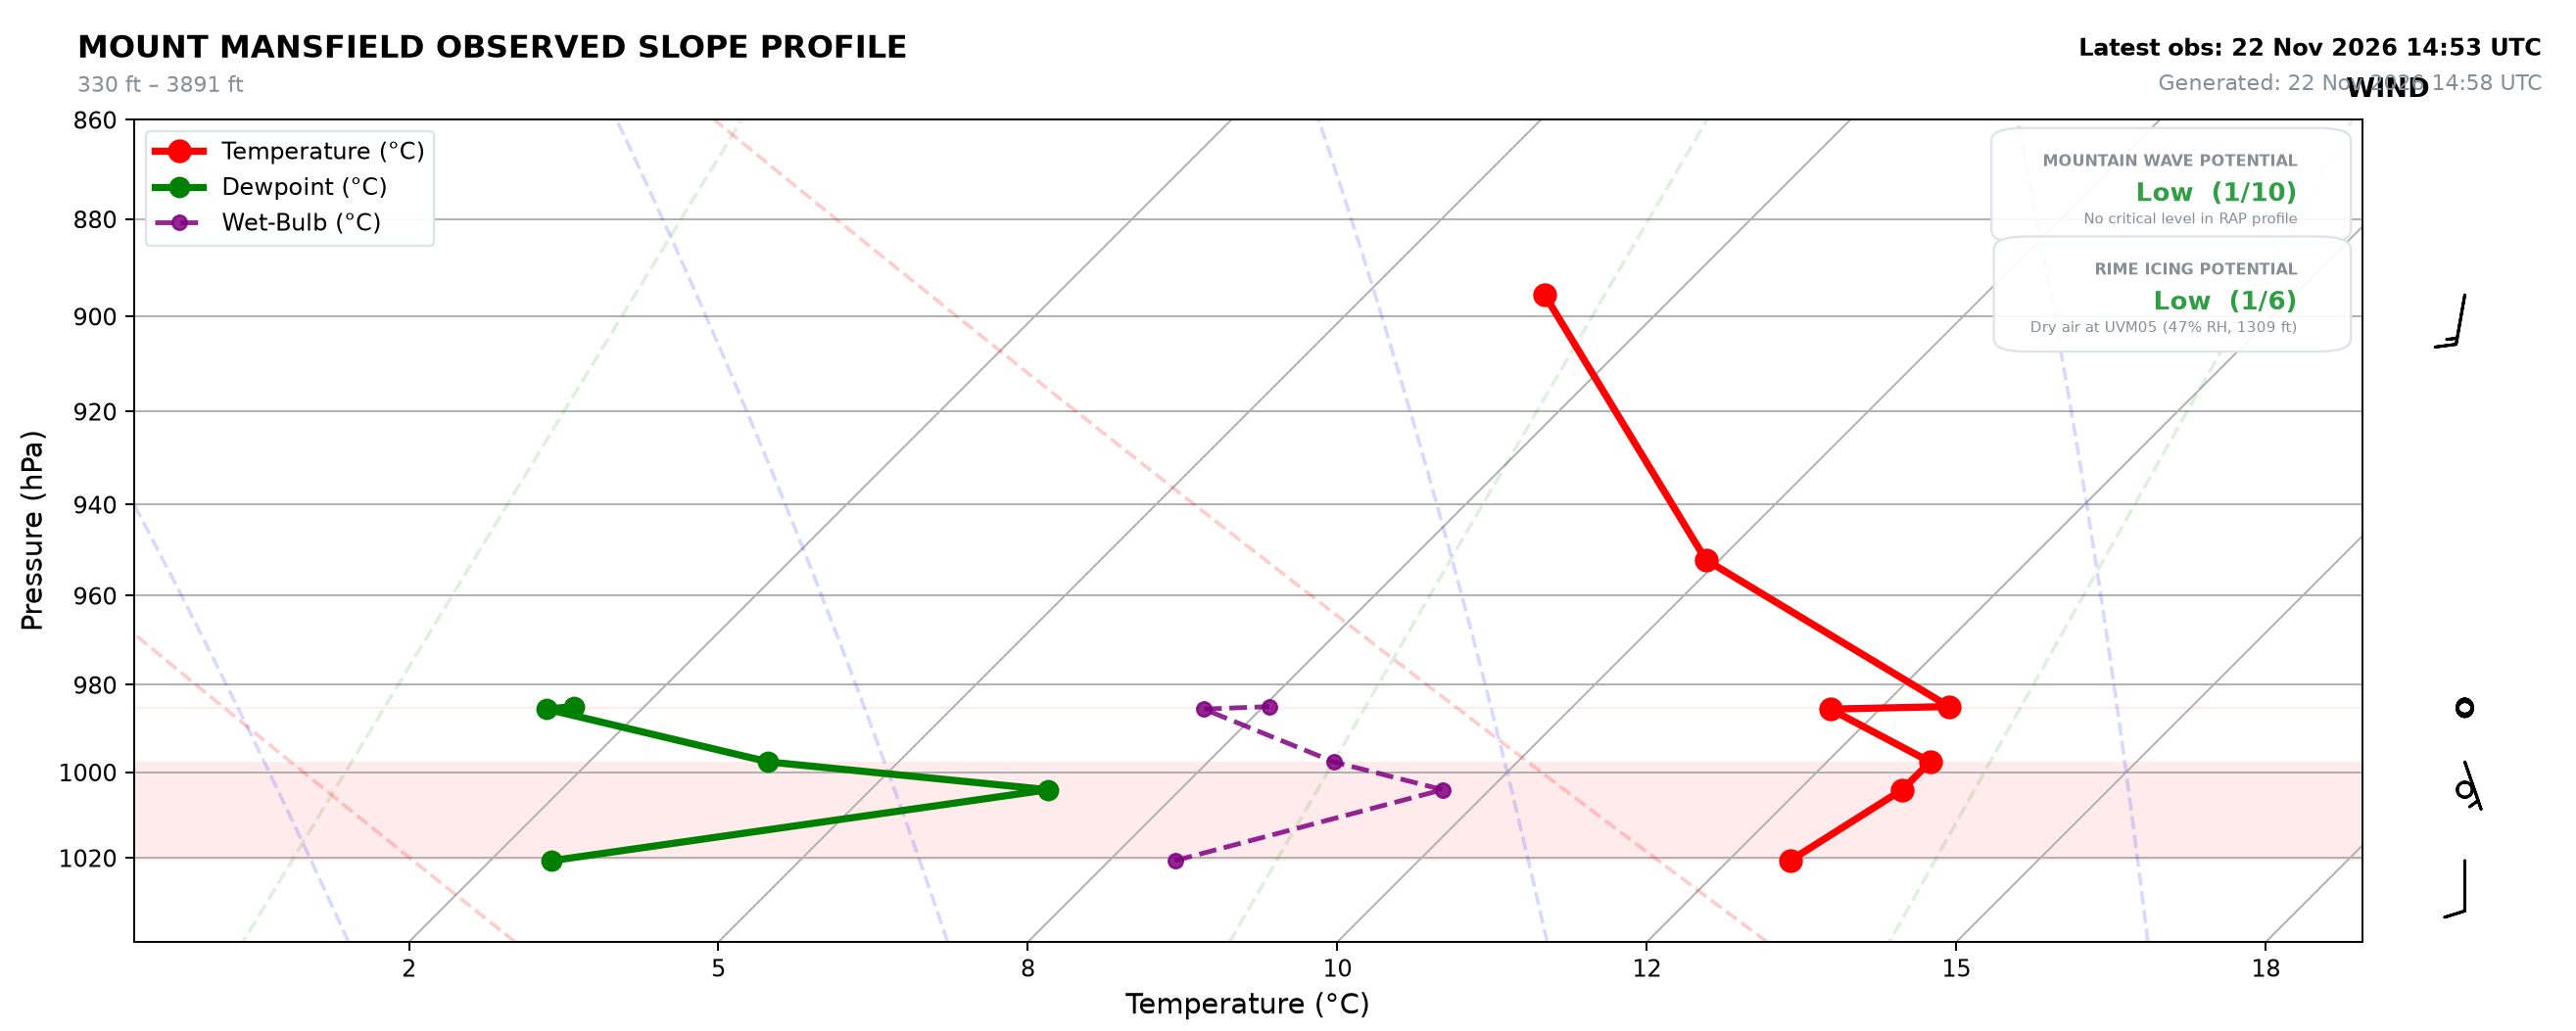 MOUNT MANSFIELD OBSERVED SLOPE PROFILE
330 ft – 3891 ft
Latest obs: 22 Nov 2026 14:53 UTC
Generated: 22 Nov 2026 14:58 UTC
WIND
Temperature (°C)
Dewpoint (°C)
Wet-Bulb (°C)
MOUNTAIN WAVE POTENTIAL
Low (1/10)
No critical level in RAP profile
RIME ICING POTENTIAL
Low (1/6)
Dry air at UVM05 (47% RH, 1309 ft)
Pressure (hPa)
860
880
900
920
940
960
980
1000
1020
2
5
8
10
12
15
18
Temperature (°C)